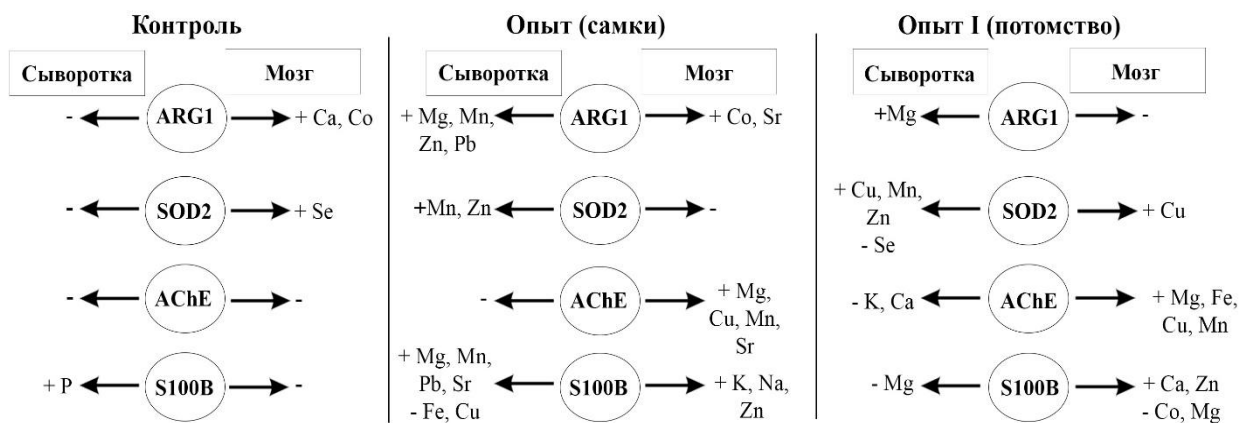 Контроль
Сыворотка
Мозг
-
ARG1
+ Ca, Co
-
SOD2
+ Se
-
AChE
-
+ P
S100B
-
Опыт (самки)
Сыворотка
Мозг
+ Mg, Mn,
Zn, Pb
ARG1
+ Co, Sr
+Mn, Zn
SOD2
-
-
AChE
+ Mg,
Cu, Mn,
Sr
+ Mg, Mn,
Pb, Sr
- Fe, Cu
S100B
+ K, Na,
Zn
Опыт I (потомство)
Сыворотка
Мозг
+Mg
ARG1
-
+ Cu, Mn,
Zn
- Se
SOD2
+ Cu
- K, Ca
AChE
+ Mg, Fe,
Cu, Mn
- Mg
S100B
+ Ca, Zn
- Co, Mg